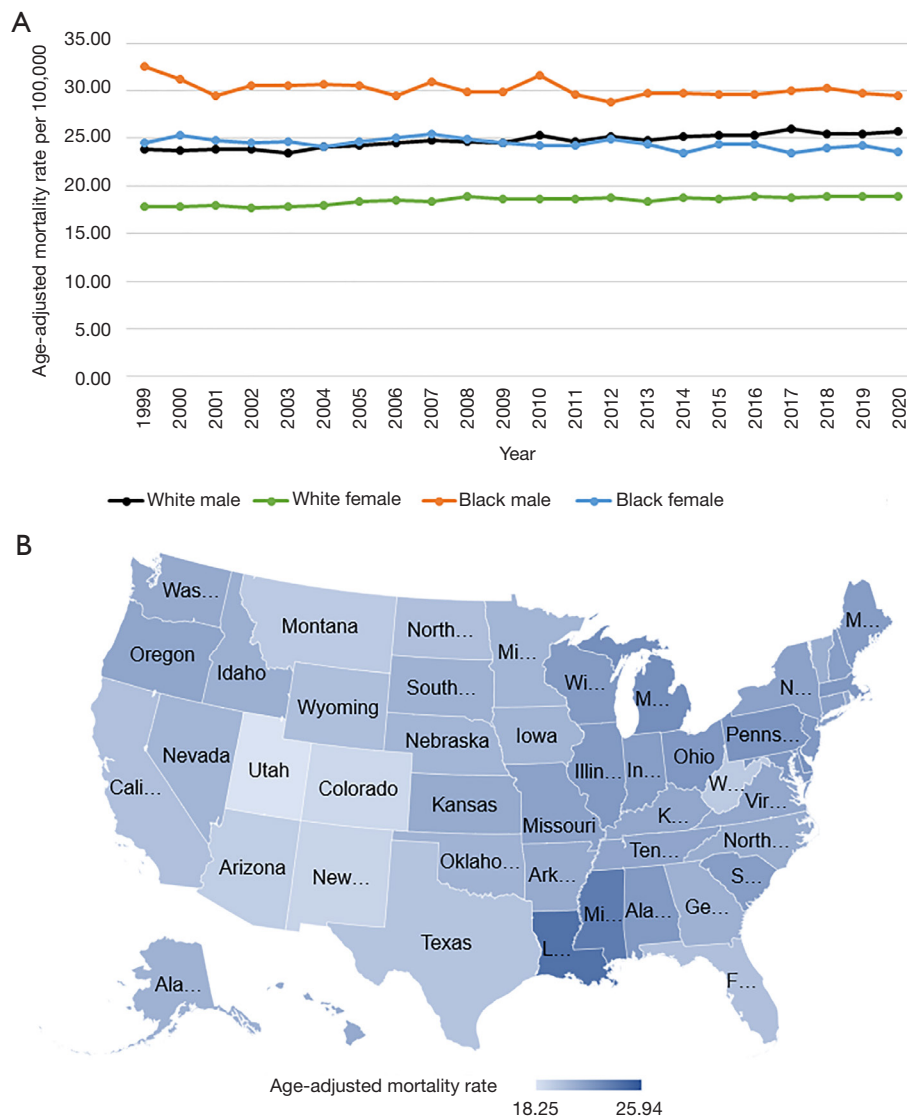 A
Age-adjusted mortality rate per 100,000
35.00
30.00
25.00
20.00
15.00
10.00
5.00
0.00
1999 2000 2001 2002 2003 2004 2005 2006 2007 2008 2009 2010 2011 2012 2013 2014 2015 2016 2017 2018 2019 2020
Year
White male White female Black male Black female
B
Was...
Montana
North...
Mi...
M...
Oregon
Idaho
Wyoming
South...
Wi...
M...
N...
Nebraska
Iowa
Penns...
Nevada
Utah
Colorado
Illin...
In...
Ohio
Cali...
Kansas
Missouri
W...
Vir...
K...
Arizona
New...
Oklaho...
Ark...
Ten...
North...
S...
Texas
L...
Mi...
Ala...
Ge...
Ala...
F...
Age-adjusted mortality rate
18.25 25.94